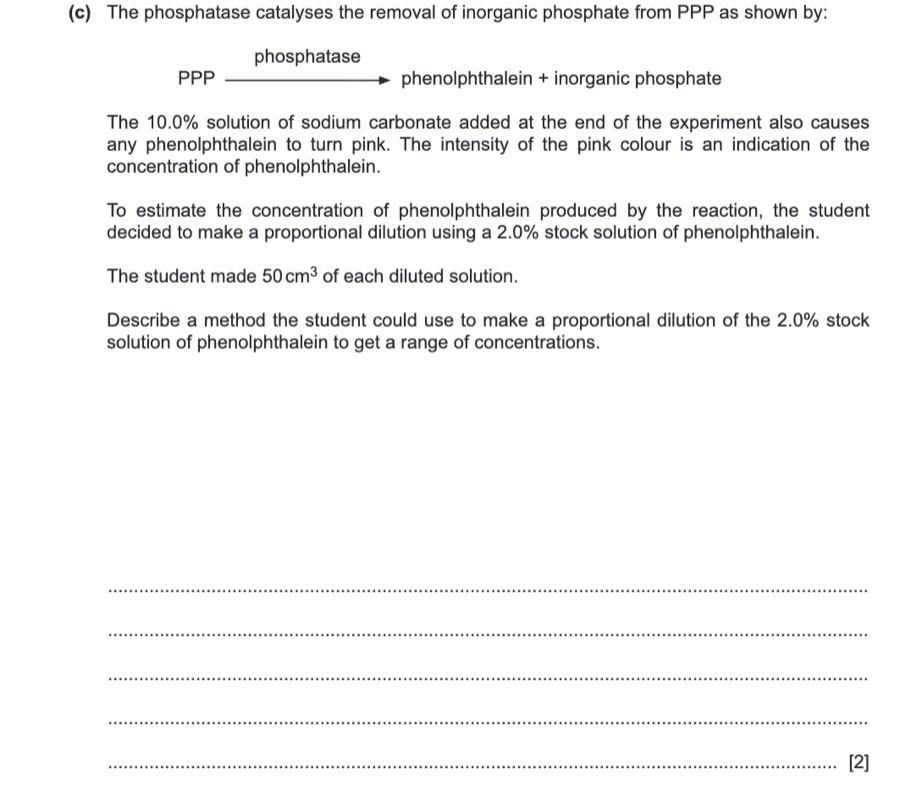 (c) The phosphatase catalyses the removal of inorganic phosphate from PPP as shown by:
phosphatase
PPP → phenolphthalein + inorganic phosphate
The 10.0% solution of sodium carbonate added at the end of the experiment also causes
any phenolphthalein to turn pink. The intensity of the pink colour is an indication of the
concentration of phenolphthalein.
To estimate the concentration of phenolphthalein produced by the reaction, the student
decided to make a proportional dilution using a 2.0% stock solution of phenolphthalein.
The student made 50 cm³ of each diluted solution.
Describe a method the student could use to make a proportional dilution of the 2.0% stock
solution of phenolphthalein to get a range of concentrations.
[2]